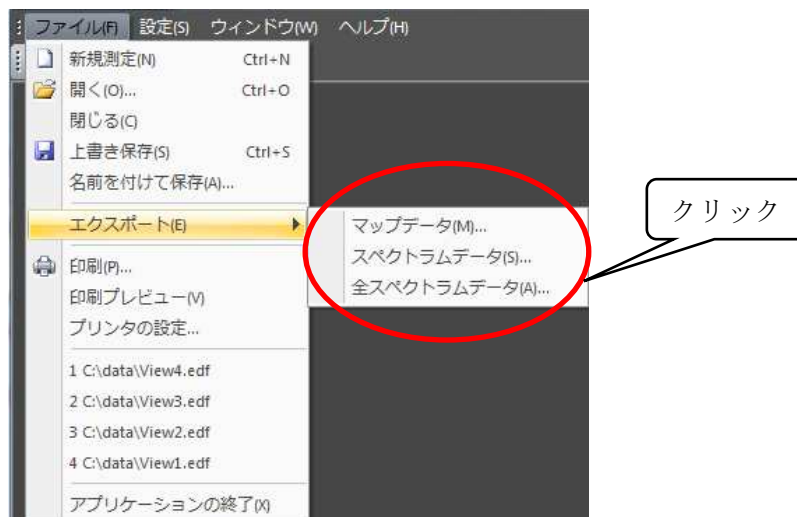 ファイル(F) 設定(S) ウィンドウ(W) ヘルプ(H)
新規測定(N) Ctrl+N
開く(O)... Ctrl+O
閉じる(C)
上書き保存(S) Ctrl+S
名前を付けて保存(A)...
エクスポート(E)
マップデータ(M)...
スペクトラムデータ(S)...
全スペクトラムデータ(A)...
クリック
印刷(P)...
印刷プレビュー(V)
プリンタの設定...
1 C:\data\View4.edf
2 C:\data\View3.edf
3 C:\data\View2.edf
4 C:\data\View1.edf
アプリケーションの終了(X)